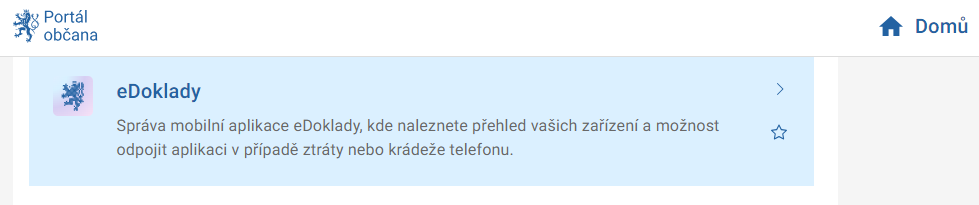 Portál
občana
Domů
eDoklady
Správa mobilní aplikace eDoklady, kde naleznete přehled vašich zařízení a možnost
odpojit aplikaci v případě ztráty nebo krádeže telefonu.